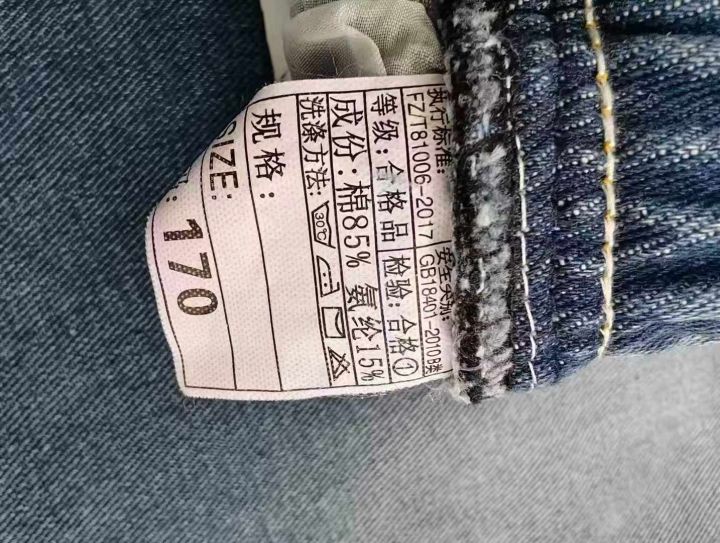 执行标准: 安全类别:
FZ/T81006-2017 GB18401-2010B类
等级:合格品 检验:合格①
成份:棉85% 氨纶15%
洗涤方法: 30℃
规格:
SIZE:
170